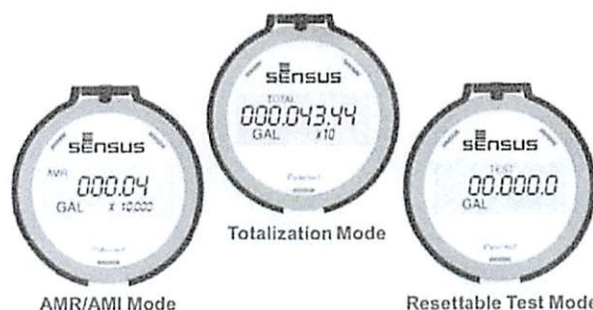 SENSUS
TOTAL
000,043.44
GAL x10
Totalization Mode
SENSUS
AMR
000.04
GAL X 10,000
AMR/AMI Mode
SENSUS
TEST
00.000.0
GAL
Resettable Test Mode